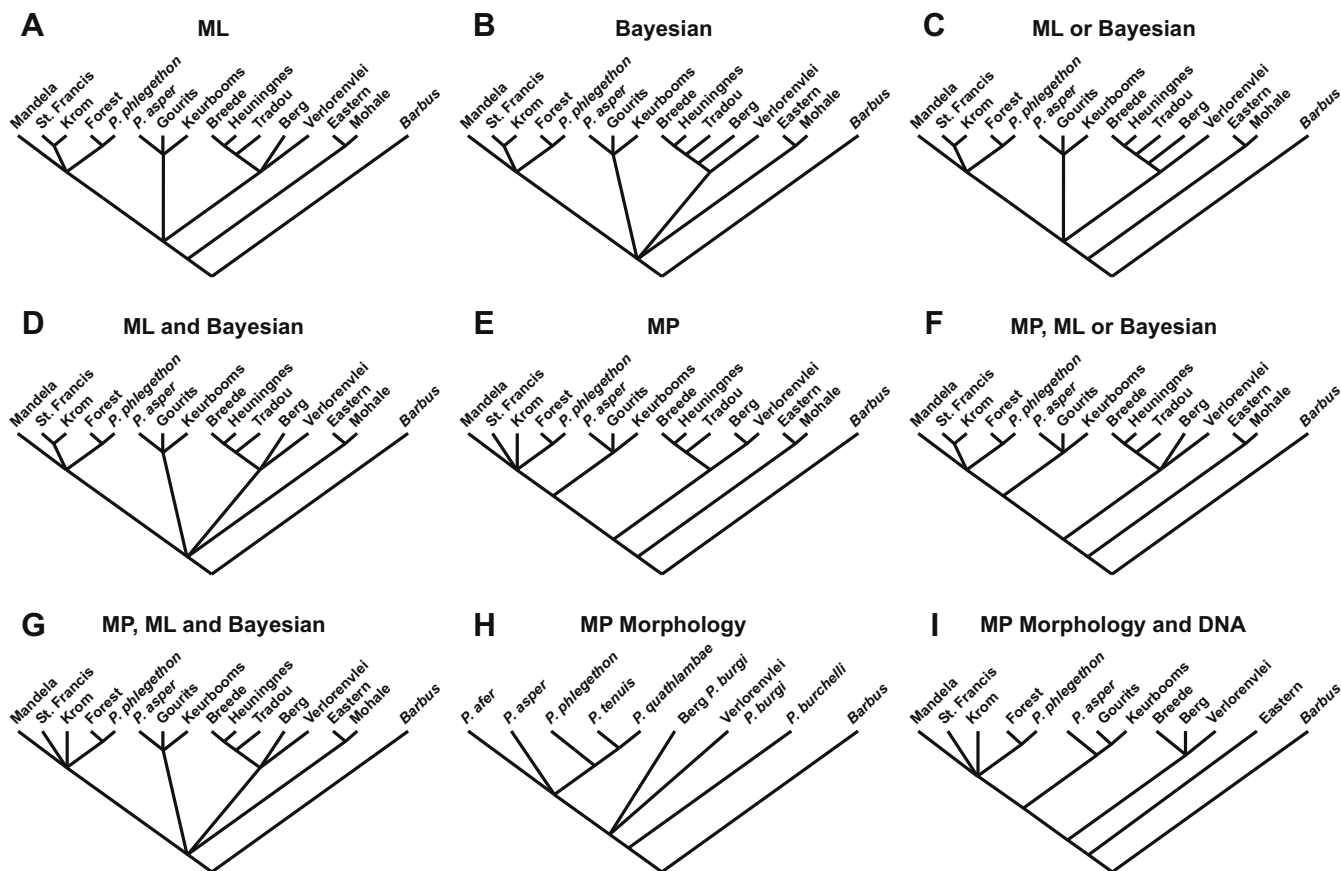 A ML
Mandela
St. Francis
Krom
Forest
P. phlegethon
P. asper
Gourits
Keurbooms
Breede
Heuningnes
Tradou
Berg
Verlorenvlei
Eastern
Mohale
Barbus
B Bayesian
Mandela
St. Francis
Krom
Forest
P. phlegethon
P. asper
Gourits
Keurbooms
Breede
Heuningnes
Tradou
Berg
Verlorenvlei
Eastern
Mohale
Barbus
C ML or Bayesian
Mandela
St. Francis
Krom
Forest
P. phlegethon
P. asper
Gourits
Keurbooms
Breede
Heuningnes
Tradou
Berg
Verlorenvlei
Eastern
Mohale
Barbus
D ML and Bayesian
Mandela
St. Francis
Krom
Forest
P. phlegethon
P. asper
Gourits
Keurbooms
Breede
Heuningnes
Tradou
Berg
Verlorenvlei
Eastern
Mohale
Barbus
E MP
Mandela
St. Francis
Krom
Forest
P. phlegethon
P. asper
Gourits
Keurbooms
Breede
Heuningnes
Tradou
Berg
Verlorenvlei
Eastern
Mohale
Barbus
F MP, ML or Bayesian
Mandela
St. Francis
Krom
Forest
P. phlegethon
P. asper
Gourits
Keurbooms
Breede
Heuningnes
Tradou
Berg
Verlorenvlei
Eastern
Mohale
Barbus
G MP, ML and Bayesian
Mandela
St. Francis
Krom
Forest
P. phlegethon
P. asper
Gourits
Keurbooms
Breede
Heuningnes
Tradou
Berg
Verlorenvlei
Eastern
Mohale
Barbus
H MP Morphology
P. afer
P. asper
P. phlegethon
P. tenuis
P. quathlambae
Berg P. burgi
Verlorenvlei
P. burgi
P. burchelli
Barbus
I MP Morphology and DNA
Mandela
St. Francis
Krom
Forest
P. phlegethon
P. asper
Gourits
Keurbooms
Breede
Berg
Verlorenvlei
Eastern
Barbus